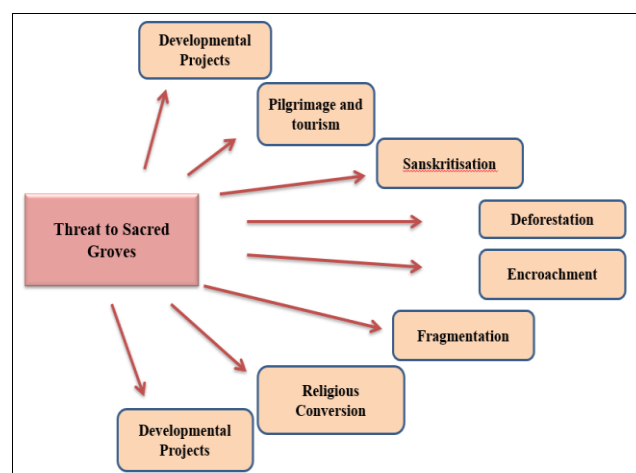 Developmental
Projects
Pilgrimage and
tourism
Sanskritisation
Threat to Sacred
Groves
Deforestation
Encroachment
Fragmentation
Religious
Conversion
Developmental
Projects